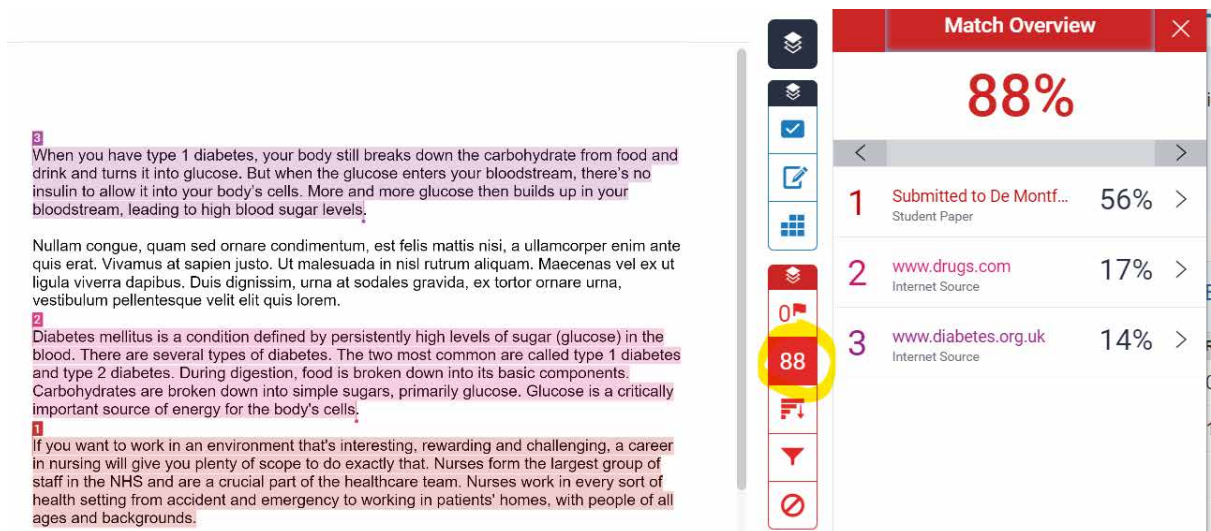 3
When you have type 1 diabetes, your body still breaks down the carbohydrate from food and
drink and turns it into glucose. But when the glucose enters your bloodstream, there's no
insulin to allow it into your body's cells. More and more glucose then builds up in your
bloodstream, leading to high blood sugar levels.
Nullam congue, quam sed ornare condimentum, est felis mattis nisi, a ullamcorper enim ante
quis erat. Vivamus at sapien justo. Ut malesuada in nisl rutrum aliquam. Maecenas vel ex ut
ligula viverra dapibus. Duis dignissim, urna at sodales gravida, ex tortor ornare urna,
vestibulum pellentesque velit elit quis lorem.
2
Diabetes mellitus is a condition defined by persistently high levels of sugar (glucose) in the
blood. There are several types of diabetes. The two most common are called type 1 diabetes
and type 2 diabetes. During digestion, food is broken down into its basic components.
Carbohydrates are broken down into simple sugars, primarily glucose. Glucose is a critically
important source of energy for the body's cells.
1
If you want to work in an environment that's interesting, rewarding and challenging, a career
in nursing will give you plenty of scope to do exactly that. Nurses form the largest group of
staff in the NHS and are a crucial part of the healthcare team. Nurses work in every sort of
health setting from accident and emergency to working in patients' homes, with people of all
ages and backgrounds.
0
88
Match Overview
88%
1 Submitted to De Montf... 56%
Student Paper
2 www.drugs.com 17%
Internet Source
3 www.diabetes.org.uk 14%
Internet Source